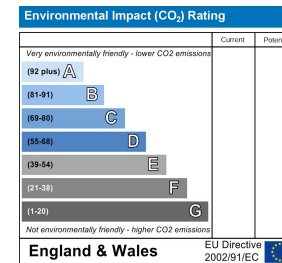 Environmental Impact (CO₂) Rating
Current Poten
Very environmentally friendly - lower CO2 emissions
(92 plus) A
(81-91) B
(69-80) C
(55-68) D
(39-54) E
(21-38) F
(1-20) G
Not environmentally friendly - higher CO2 emissions
England & Wales
EU Directive
2002/91/EC